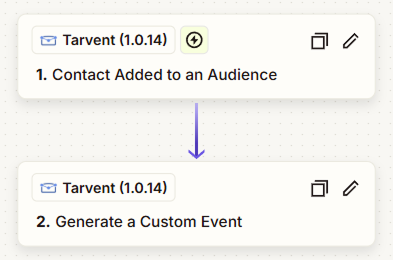 Tarvent (1.0.14)
1. Contact Added to an Audience
Tarvent (1.0.14)
2. Generate a Custom Event